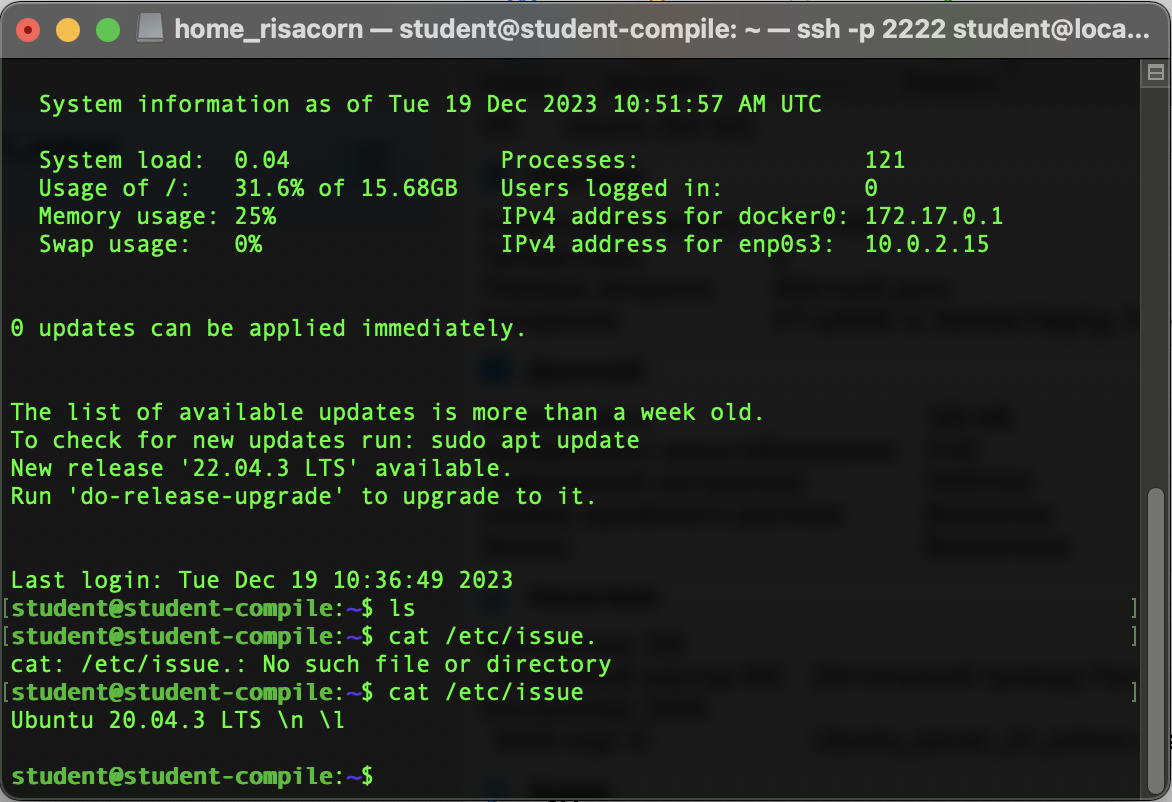 home_risacorn — student@student-compile: ~ — ssh -p 2222 student@loca...
System information as of Tue 19 Dec 2023 10:51:57 AM UTC
System load: 0.04 Processes: 121
Usage of /: 31.6% of 15.68GB Users logged in: 0
Memory usage: 25% IPv4 address for docker0: 172.17.0.1
Swap usage: 0% IPv4 address for enp0s3: 10.0.2.15
0 updates can be applied immediately.
The list of available updates is more than a week old.
To check for new updates run: sudo apt update
New release '22.04.3 LTS' available.
Run 'do-release-upgrade' to upgrade to it.
Last login: Tue Dec 19 10:36:49 2023
[student@student-compile:~$ ls ]
[student@student-compile:~$ cat /etc/issue. ]
cat: /etc/issue.: No such file or directory
[student@student-compile:~$ cat /etc/issue ]
Ubuntu 20.04.3 LTS \n \l
student@student-compile:~$